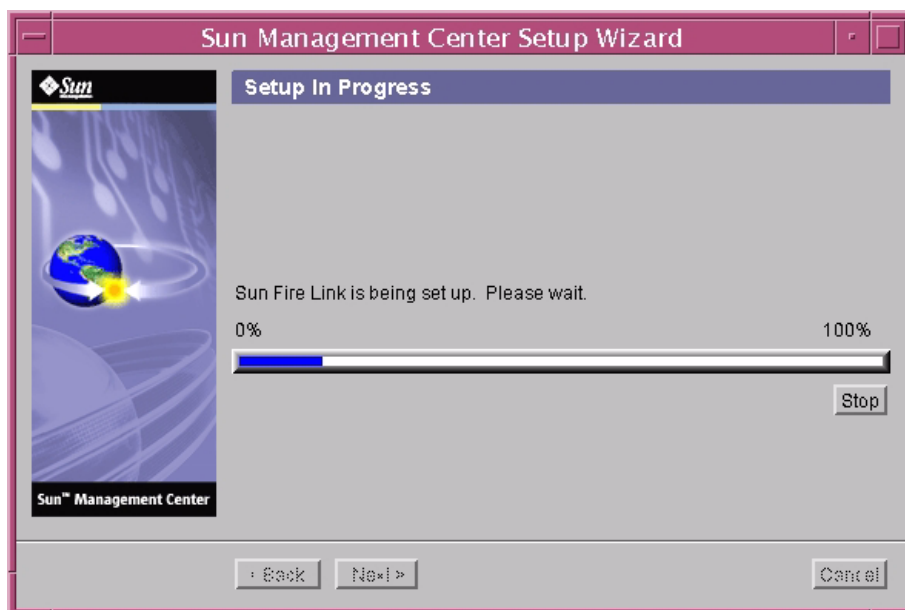 Sun Management Center Setup Wizard
Sun
Setup In Progress
Sun Fire Link is being set up. Please wait.
0% 100%
Stop
Sun™ Management Center
< Back Next > Cancel